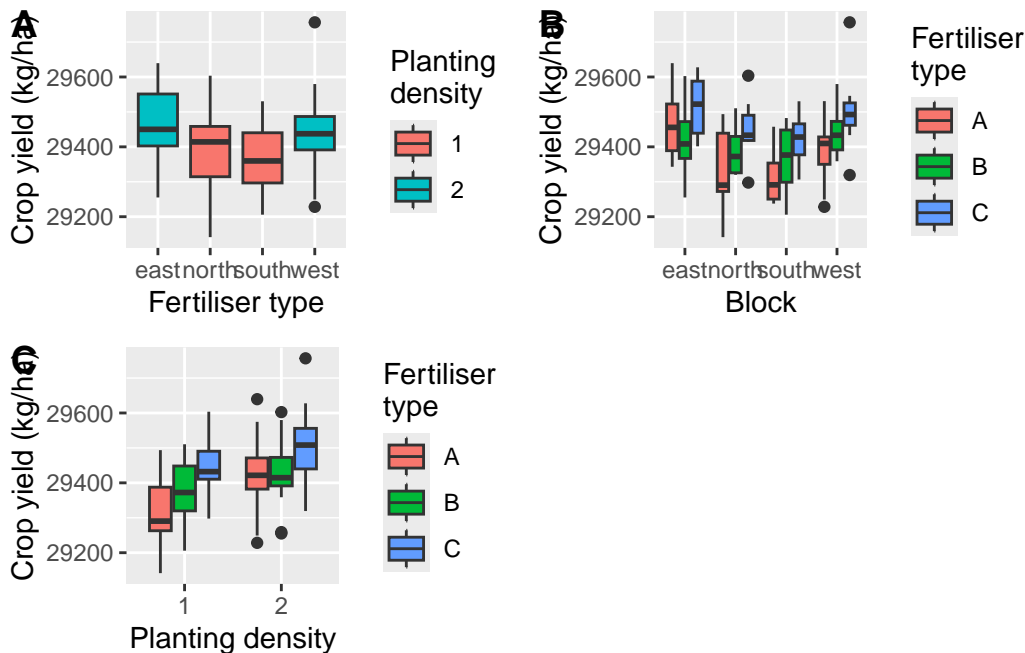 A
Crop yield (kg/ha)
29600
29400
29200
east north south west
Fertiliser type
Planting
density
1
2
B
Crop yield (kg/ha)
29600
29400
29200
east north south west
Block
Fertiliser
type
A
B
C
C
Crop yield (kg/ha)
29600
29400
29200
1
2
Planting density
Fertiliser
type
A
B
C